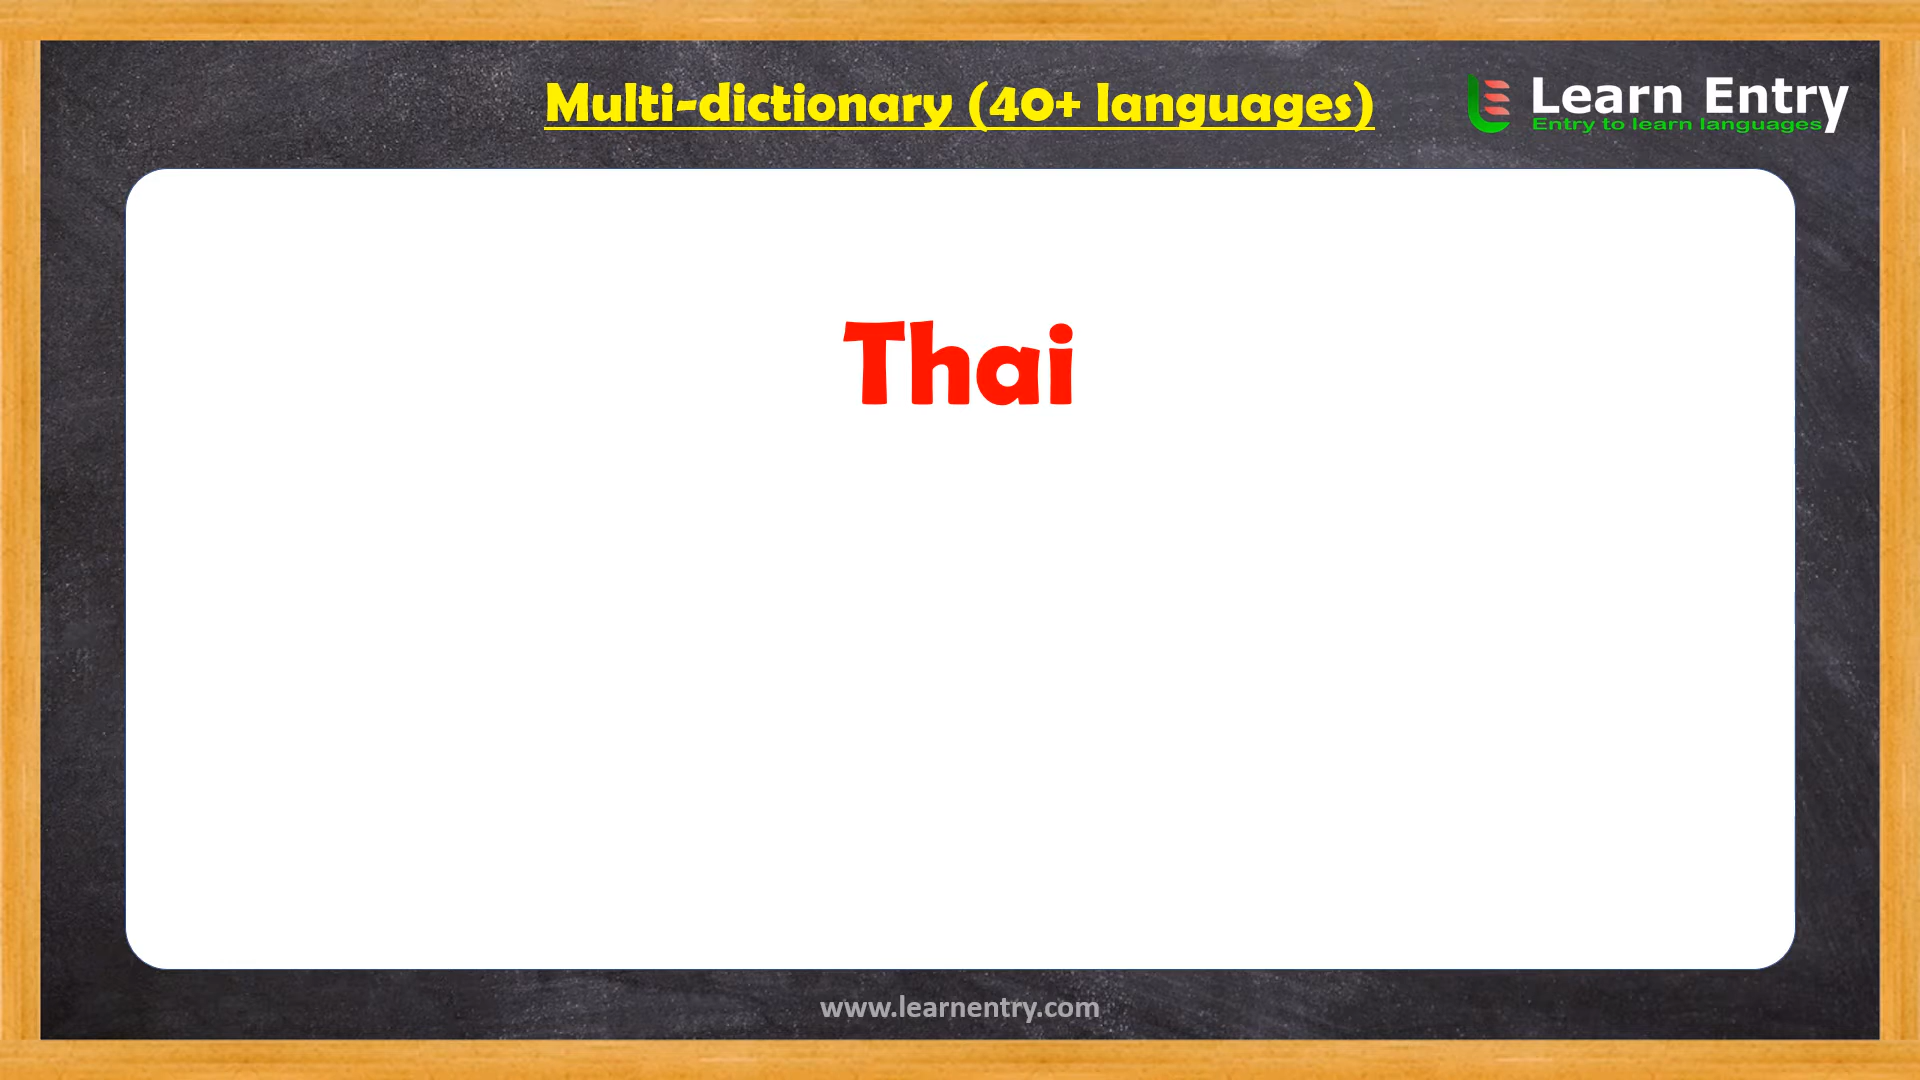 Multi-dictionary (40+ languages)
Learn Entry
Entry to learn languages
Thai
www.learnentry.com